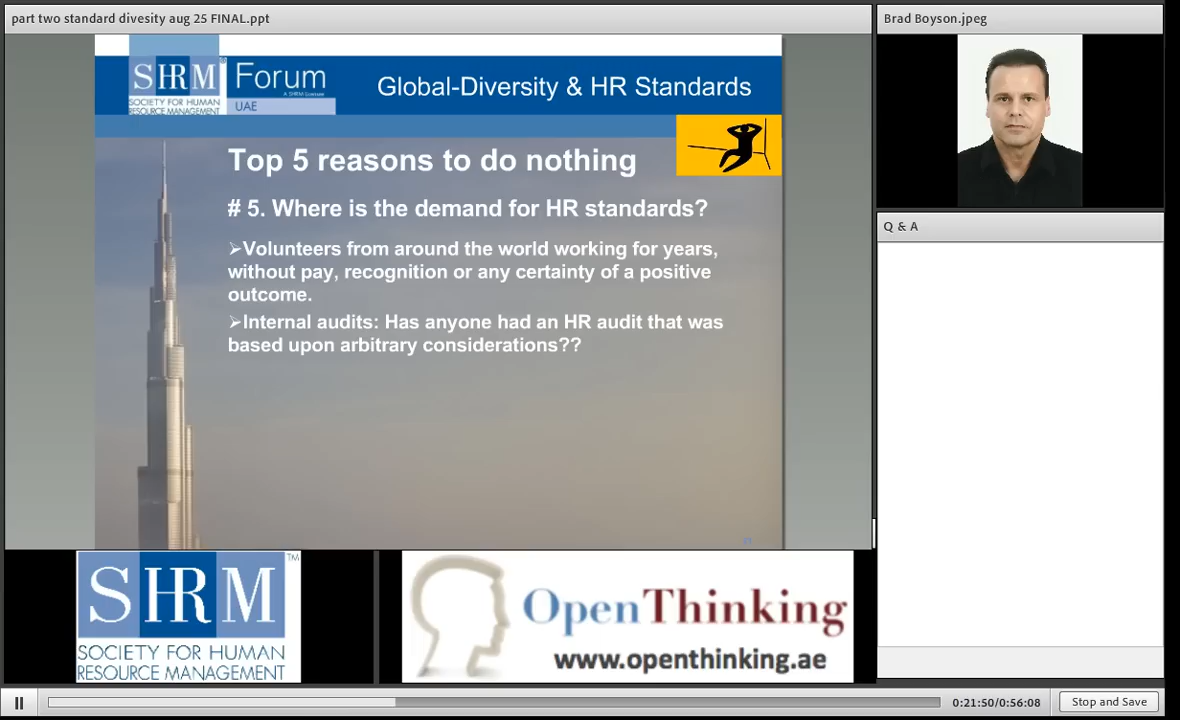 part two standard divesity aug 25 FINAL.ppt
Brad Boyson.jpeg
SHRM
SOCIETY FOR HUMAN
RESOURCE MANAGEMENT
Forum
A SHRM Licensee
UAE
Global-Diversity & HR Standards
Top 5 reasons to do nothing
# 5. Where is the demand for HR standards?
➢Volunteers from around the world working for years,
without pay, recognition or any certainty of a positive
outcome.
➢Internal audits: Has anyone had an HR audit that was
based upon arbitrary considerations??
Q & A
SHRM™
SOCIETY FOR HUMAN
RESOURCE MANAGEMENT
OpenThinking
www.openthinking.ae
0:21:50/0:56:08
Stop and Save